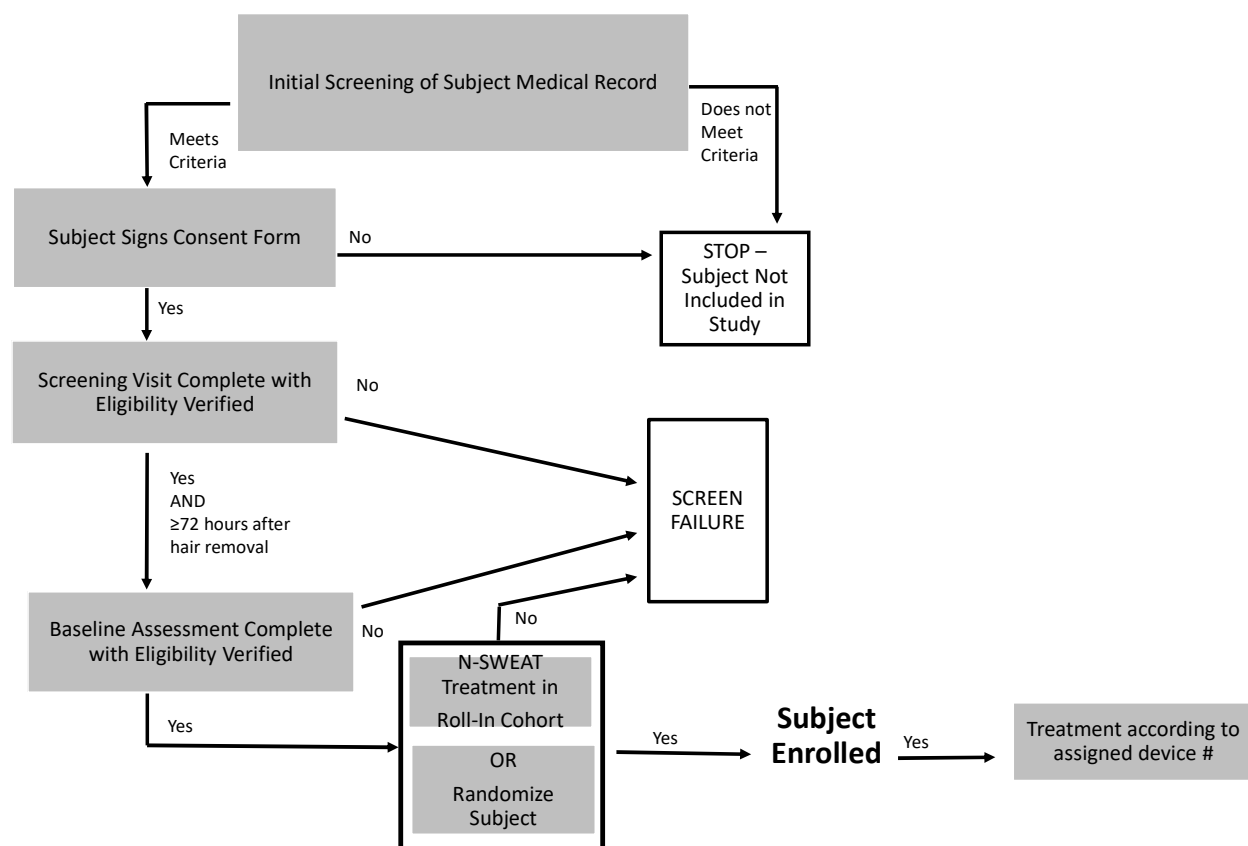 Initial Screening of Subject Medical Record
Meets
Criteria
Does not
Meet
Criteria
Subject Signs Consent Form
No
STOP –
Subject Not
Included in
Study
Yes
Screening Visit Complete with
Eligibility Verified
No
Yes
AND
≥72 hours after
hair removal
SCREEN
FAILURE
Baseline Assessment Complete
with Eligibility Verified
No
No
Yes
N-SWEAT
Treatment in
Roll-In Cohort
OR
Randomize
Subject
Yes
Subject
Enrolled
Yes
Treatment according to
assigned device #